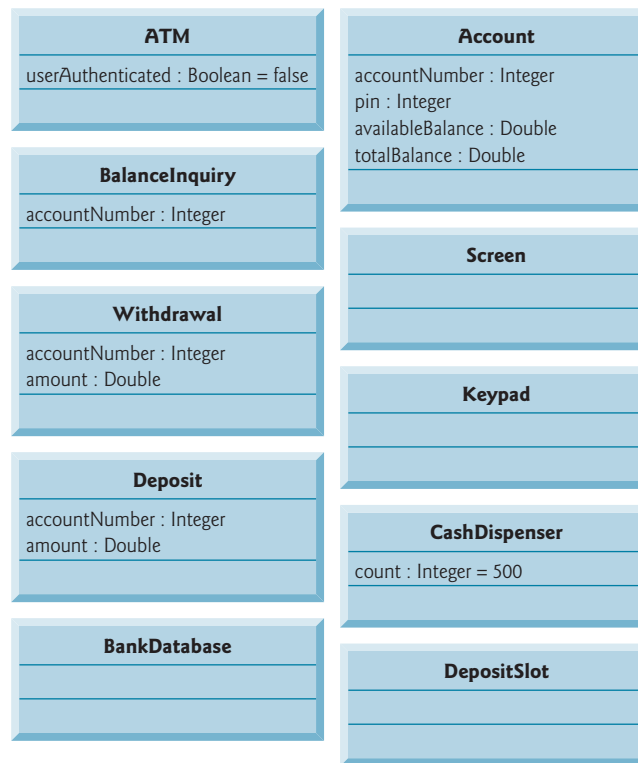 ATM
userAuthenticated : Boolean = false
BalanceInquiry
accountNumber : Integer
Withdrawal
accountNumber : Integer
amount : Double
Deposit
accountNumber : Integer
amount : Double
BankDatabase
Account
accountNumber : Integer
pin : Integer
availableBalance : Double
totalBalance : Double
Screen
Keypad
CashDispenser
count : Integer = 500
DepositSlot